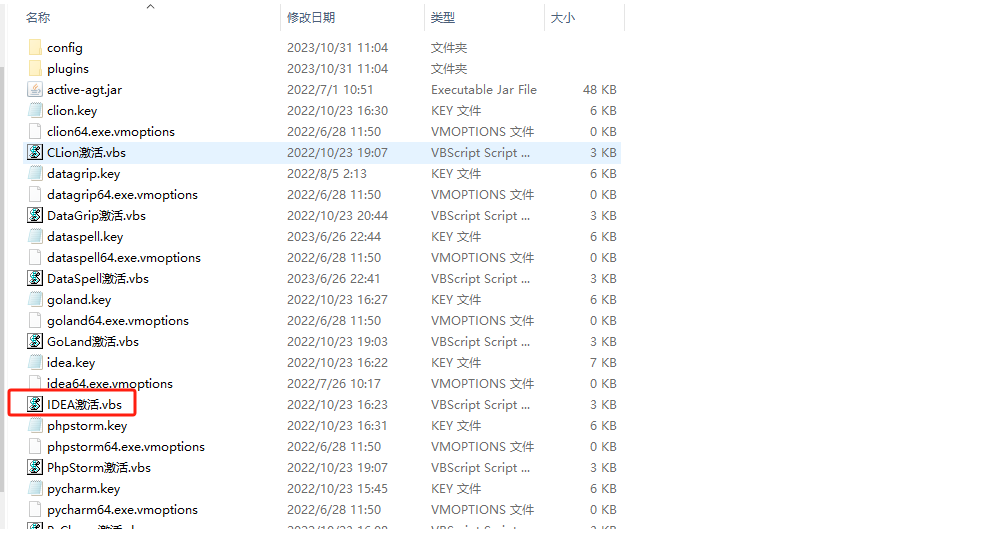 名称 修改日期 类型 大小
config 2023/10/31 11:04 文件夹
plugins 2023/10/31 11:04 文件夹
active-agt.jar 2022/7/1 10:51 Executable Jar File 48 KB
clion.key 2022/10/23 16:30 KEY 文件 6 KB
clion64.exe.vmoptions 2022/6/28 11:50 VMOPTIONS 文件 0 KB
CLion激活.vbs 2022/10/23 19:07 VBScript Script ... 3 KB
datagrip.key 2022/8/5 2:13 KEY 文件 6 KB
datagrip64.exe.vmoptions 2022/6/28 11:50 VMOPTIONS 文件 0 KB
DataGrip激活.vbs 2022/10/23 20:44 VBScript Script ... 3 KB
dataspell.key 2023/6/26 22:44 KEY 文件 6 KB
dataspell64.exe.vmoptions 2022/6/28 11:50 VMOPTIONS 文件 0 KB
DataSpell激活.vbs 2023/6/26 22:41 VBScript Script ... 3 KB
goland.key 2022/10/23 16:27 KEY 文件 6 KB
goland64.exe.vmoptions 2022/6/28 11:50 VMOPTIONS 文件 0 KB
GoLand激活.vbs 2022/10/23 19:03 VBScript Script ... 3 KB
idea.key 2022/10/23 16:22 KEY 文件 7 KB
idea64.exe.vmoptions 2022/7/26 10:17 VMOPTIONS 文件 0 KB
IDEA激活.vbs 2022/10/23 16:23 VBScript Script ... 3 KB
phpstorm.key 2022/10/23 16:31 KEY 文件 6 KB
phpstorm64.exe.vmoptions 2022/6/28 11:50 VMOPTIONS 文件 0 KB
PhpStorm激活.vbs 2022/10/23 19:07 VBScript Script ... 3 KB
pycharm.key 2022/10/23 15:45 KEY 文件 6 KB
pycharm64.exe.vmoptions 2022/6/28 11:50 VMOPTIONS 文件 0 KB